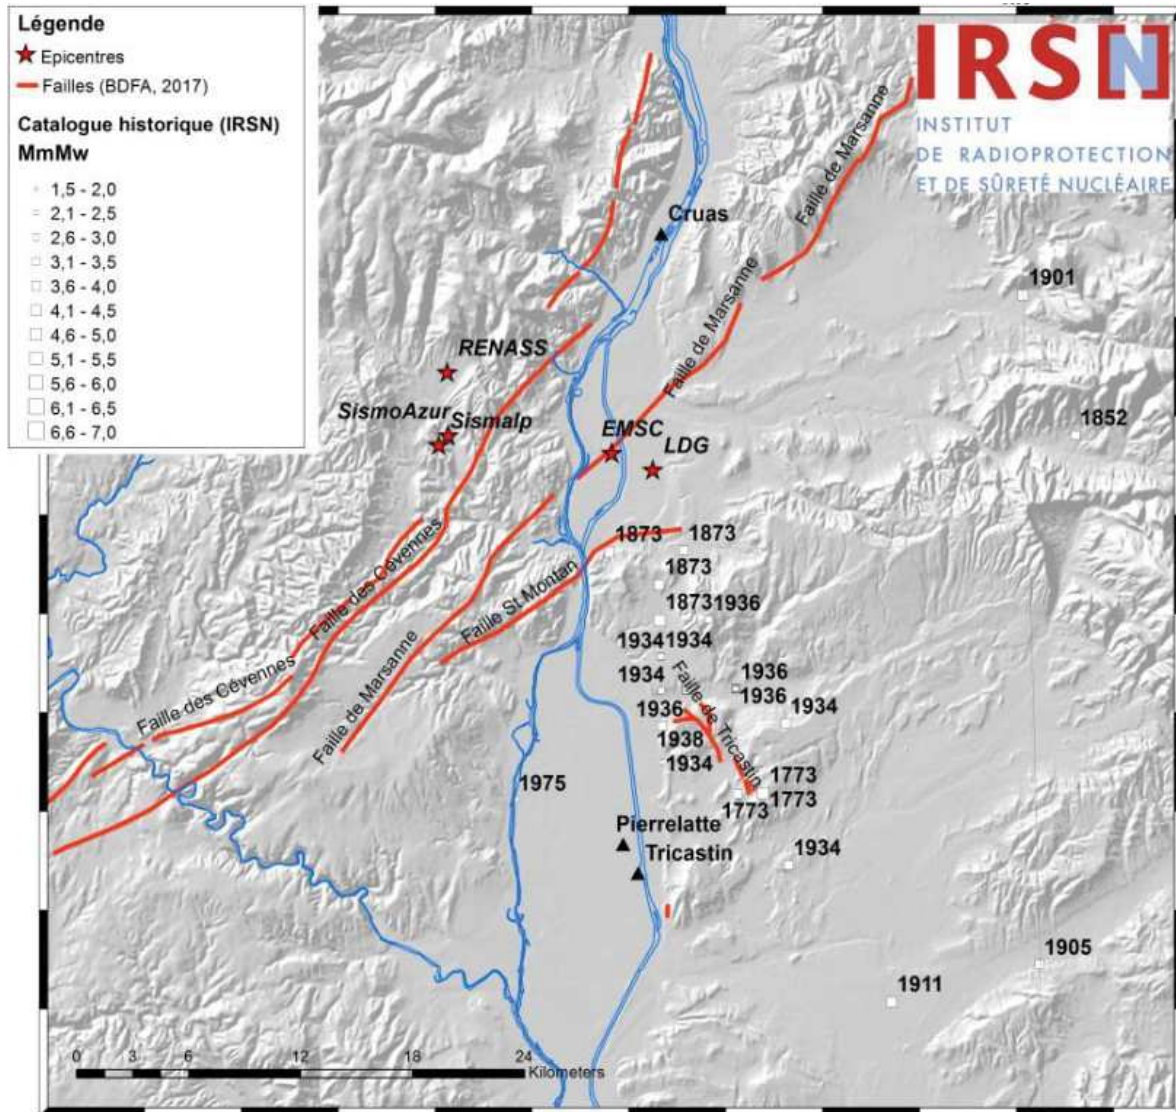 Légende
Epicentres
Failles (BDFA, 2017)
Catalogue historique (IRSN)
MmMw
1,5 - 2,0
2,1 - 2,5
2,6 - 3,0
3,1 - 3,5
3,6 - 4,0
4,1 - 4,5
4,6 - 5,0
5,1 - 5,5
5,6 - 6,0
6,1 - 6,5
6,6 - 7,0
IRSN
INSTITUT
DE RADIOPROTECTION
ET DE SÛRETÉ NUCLÉAIRE
Faille de Marsanne
Cruas
1901
Faille de Marsanne
RENASS
SismoAzur
Sismalp
EMSC
LDG
1852
1873
1873
1873
Faille des Cévennes
Faille St Montan
1873
1936
1934
1934
Faille des Cévennes
Faille de Marsanne
1934
Faille de Tricastin
1936
1936
1934
1936
1938
1934
1975
1773
1773
1773
Pierrelatte
Tricastin
1934
1905
1911
0
3
6
12
18
24
Kilometers